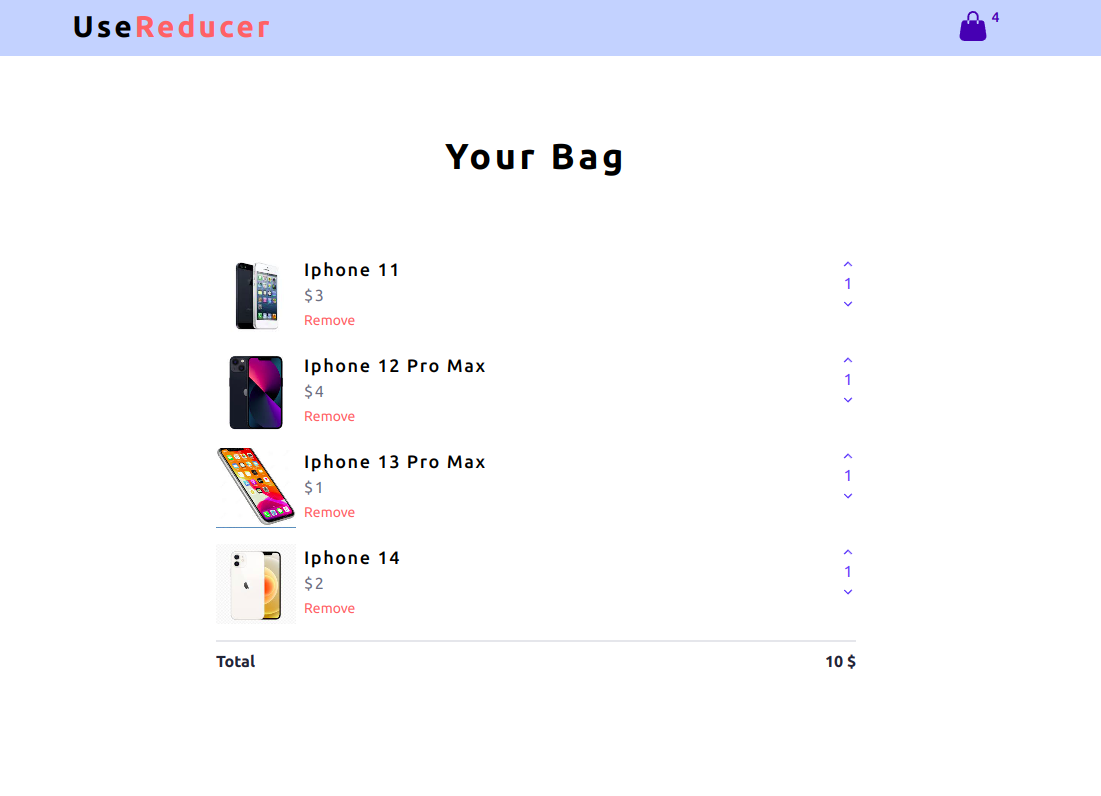 UseReducer
4
Your Bag
Iphone 11
$3
Remove
1
Iphone 12 Pro Max
$4
Remove
1
Iphone 13 Pro Max
$1
Remove
1
Iphone 14
$2
Remove
1
Total 10 $